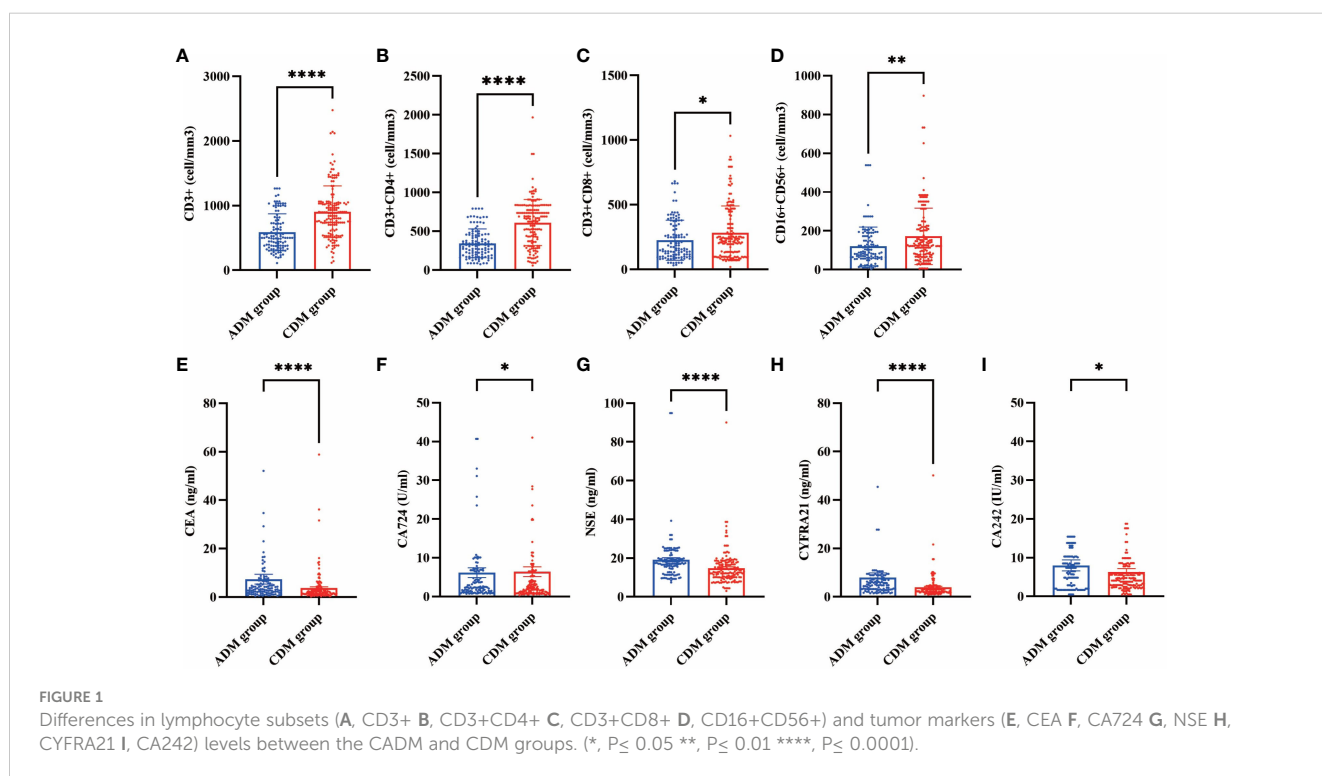 A
B
C
D
CD3+ (cell/mm3)
3000
2000
1000
0
****
ADM group
CDM group
CD3+CD4+ (cell/mm3)
2500
2000
1500
1000
500
0
****
ADM group
CDM group
CD3+CD8+ (cell/mm3)
1500
1000
500
0
*
ADM group
CDM group
CD16+CD56+ (cell/mm3)
1000
800
600
400
200
0
**
ADM group
CDM group
E
F
G
H
I
CEA (ng/ml)
80
60
40
20
0
****
ADM group
CDM group
CA724 (U/ml)
50
40
30
20
10
0
*
ADM group
CDM group
NSE (ng/ml)
100
80
60
40
20
0
****
ADM group
CDM group
CYFRA21 (ng/ml)
80
60
40
20
0
****
ADM group
CDM group
CA242 (IU/ml)
50
40
30
20
10
0
*
ADM group
CDM group
FIGURE 1
Differences in lymphocyte subsets (A, CD3+ B, CD3+CD4+ C, CD3+CD8+ D, CD16+CD56+) and tumor markers (E, CEA F, CA724 G, NSE H,
CYFRA21 I, CA242) levels between the CADM and CDM groups. (*, P≤ 0.05 **, P≤ 0.01 ****, P≤ 0.0001).